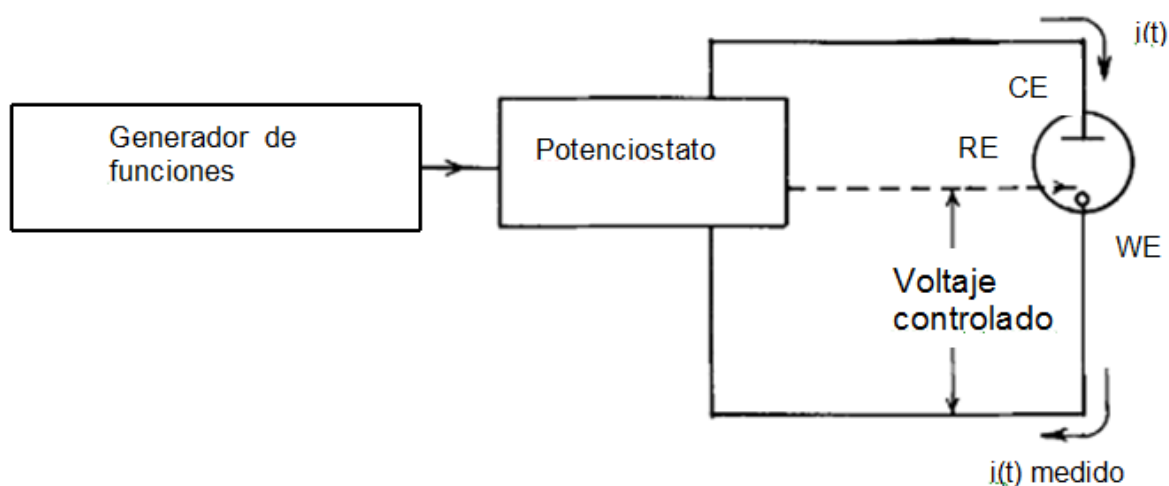 Generador de
funciones
Potenciostato
i(t)
CE
RE
WE
Voltaje
controlado
i(t) medido